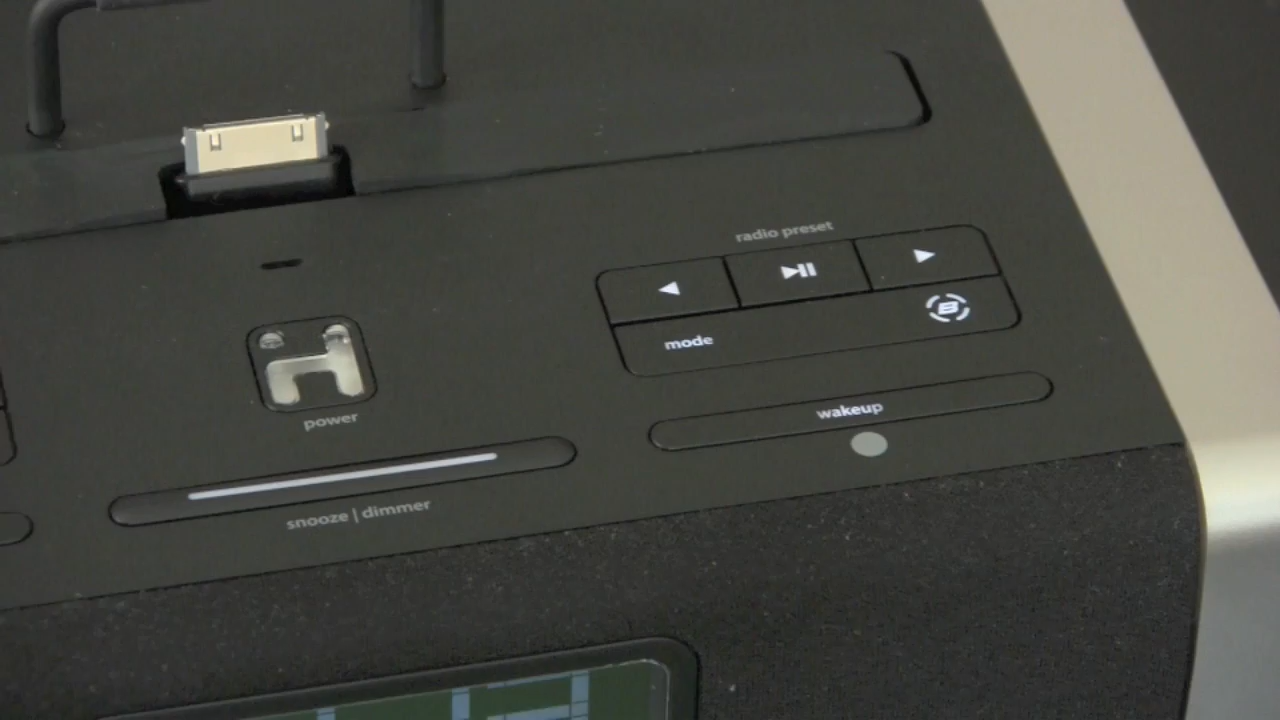 radio preset
mode
B
power
wakeup
snooze | dimmer